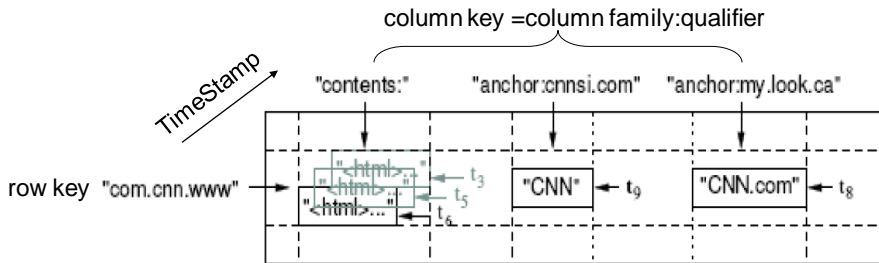 column key =column family:qualifier
TimeStamp
"contents:" "anchor:cnnsi.com" "anchor:my.look.ca"
"<html>..." t3
"<html>..." t5
"<html>..." t6
row key "com.cnn.www"
"CNN" t9
"CNN.com" t8